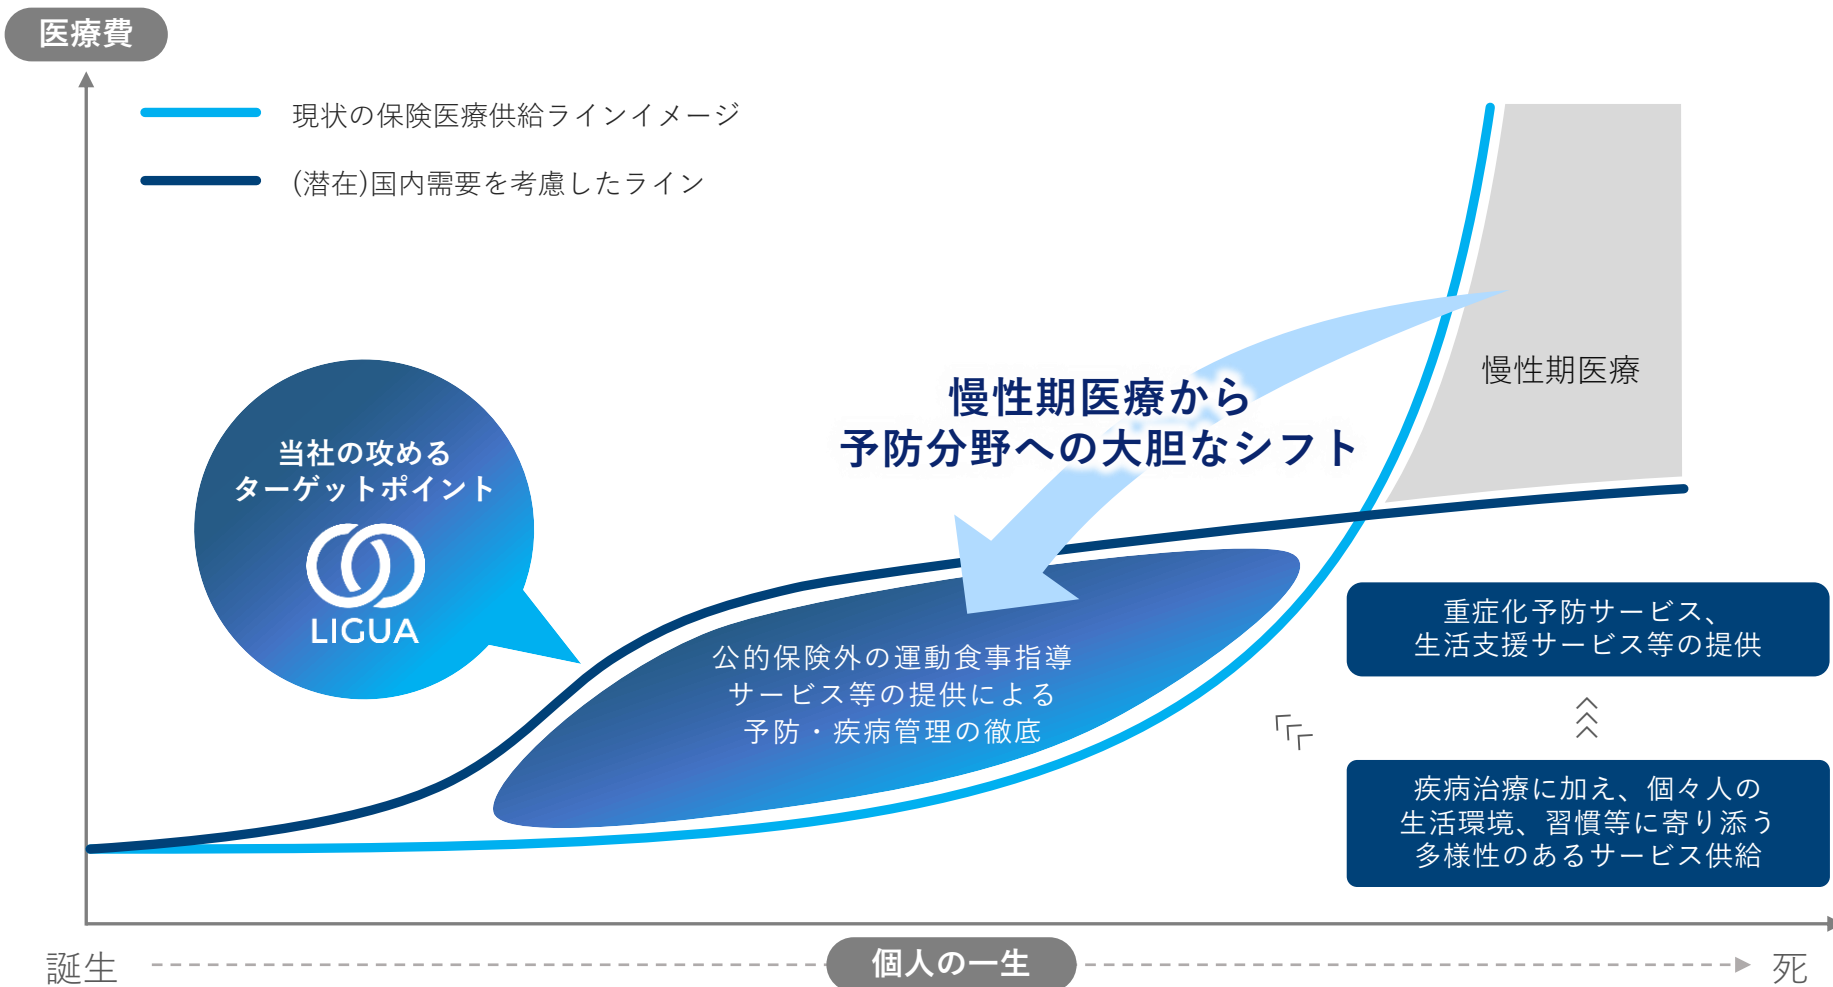 医療費
現状の保険医療供給ラインイメージ
(潜在)国内需要を考慮したライン
慢性期医療
慢性期医療から
予防分野への大胆なシフト
当社の攻める
ターゲットポイント
LIGUA
公的保険外の運動食事指導
サービス等の提供による
予防・疾病管理の徹底
重症化予防サービス、
生活支援サービス等の提供
疾病治療に加え、個々人の
生活環境、習慣等に寄り添う
多様性のあるサービス供給
誕生
個人の一生
死